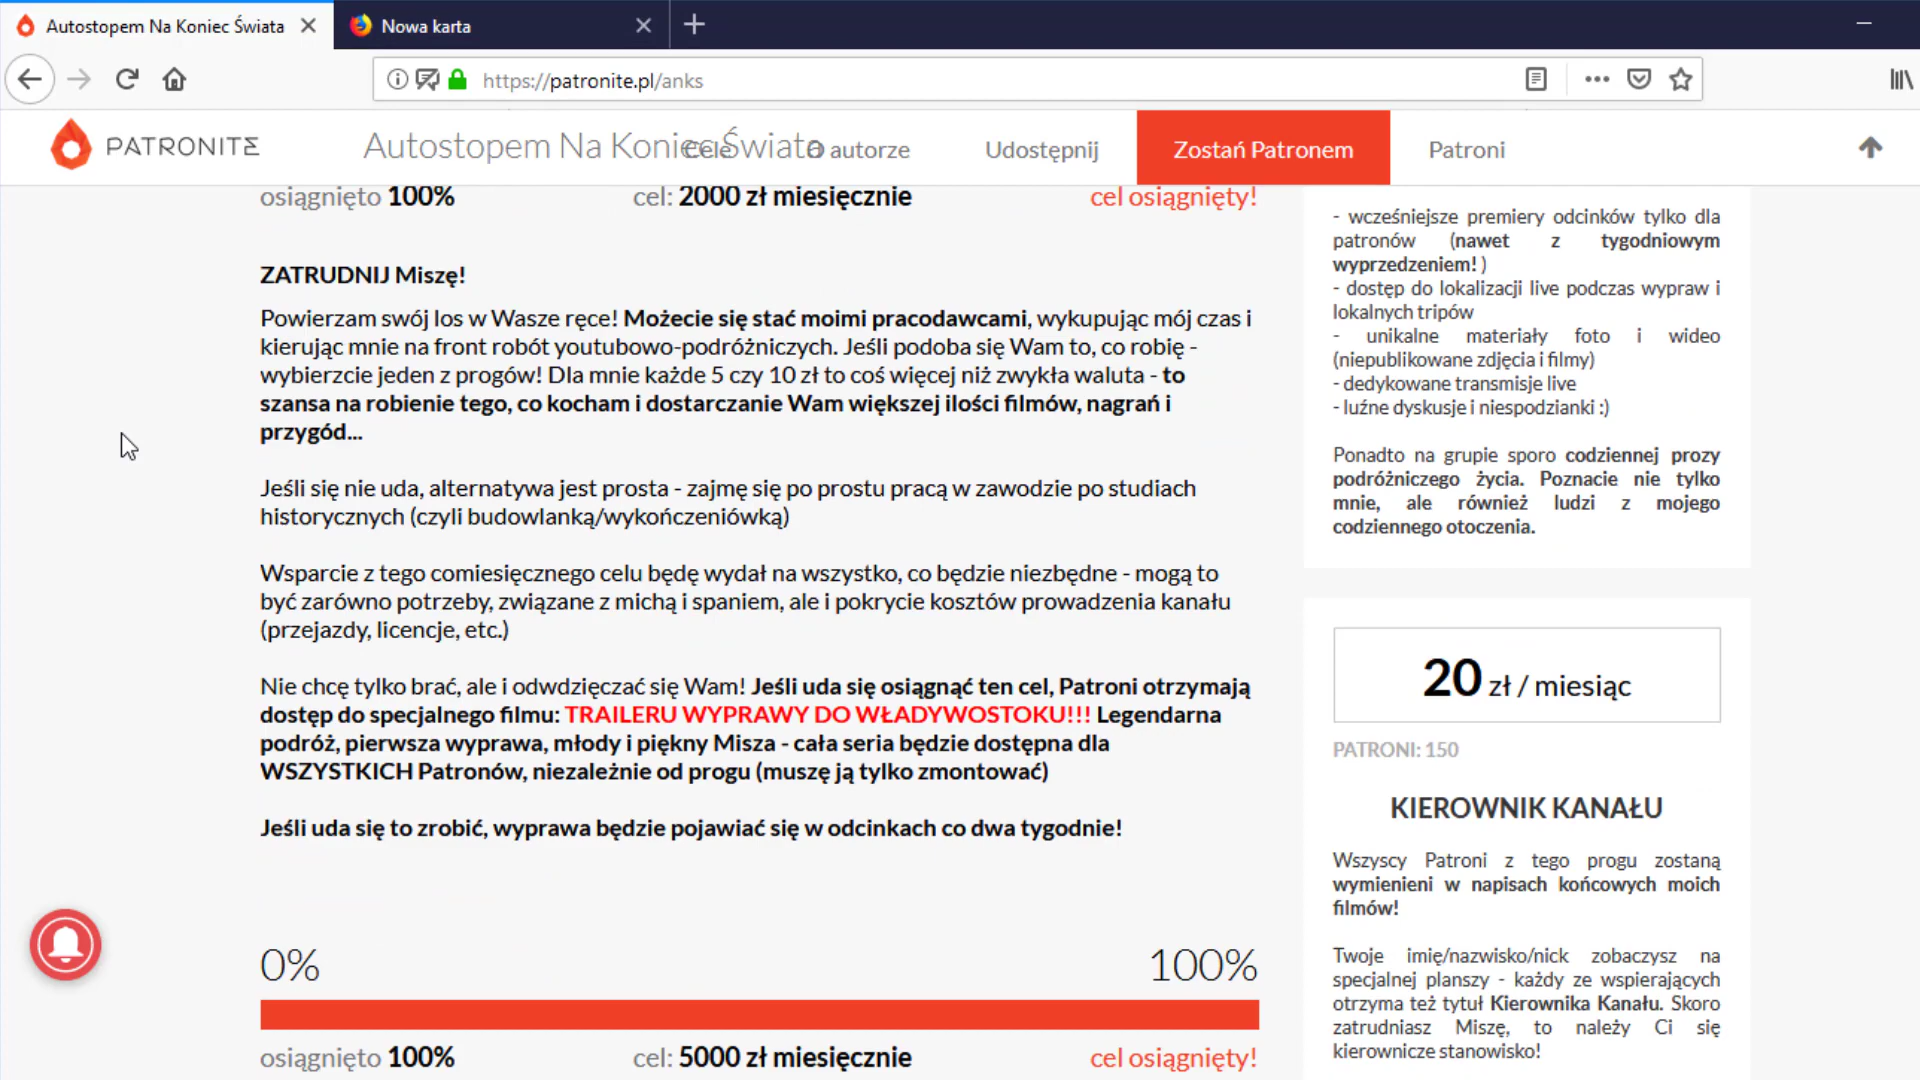 Autostopem Na Koniec Świata
Nowa karta
https://patronite.pl/anks
PATRONITE
Autostopem Na Koniec Świata
Cele
O autorze
Udostępnij
Zostań Patronem
Patroni
osiągnięto 100%
cel: 2000 zł miesięcznie
cel osiągnięty!
ZATRUDNIJ Miszę!
Powierzam swój los w Wasze ręce! Możecie się stać moimi pracodawcami, wykupując mój czas i
kierując mnie na front robót youtubowo-podróżniczych. Jeśli podoba się Wam to, co robię -
wybierzcie jeden z progów! Dla mnie każde 5 czy 10 zł to coś więcej niż zwykła waluta - to
szansa na robienie tego, co kocham i dostarczanie Wam większej ilości filmów, nagrań i
przygód...
Jeśli się nie uda, alternatywa jest prosta - zajmę się po prostu pracą w zawodzie po studiach
historycznych (czyli budowlanką/wykończeniówką)
Wsparcie z tego comiesięcznego celu będę wydał na wszystko, co będzie niezbędne - mogą to
być zarówno potrzeby, związane z michą i spaniem, ale i pokrycie kosztów prowadzenia kanału
(przejazdy, licencje, etc.)
Nie chcę tylko brać, ale i odwdzięczać się Wam! Jeśli uda się osiągnąć ten cel, Patroni otrzymają
dostęp do specjalnego filmu: TRAILERU WYPRAWY DO WŁADYWOSTOKU!!! Legendarna
podróż, pierwsza wyprawa, młody i piękny Misza - cała seria będzie dostępna dla
WSZYSTKICH Patronów, niezależnie od progu (muszę ją tylko zmontować)
Jeśli uda się to zrobić, wyprawa będzie pojawiać się w odcinkach co dwa tygodnie!
0%
100%
osiągnięto 100%
cel: 5000 zł miesięcznie
cel osiągnięty!
- wcześniejsze premiery odcinków tylko dla
patronów (nawet z tygodniowym
wyprzedzeniem! )
- dostęp do lokalizacji live podczas wypraw i
lokalnych tripów
- unikalne materiały foto i wideo
(niepublikowane zdjęcia i filmy)
- dedykowane transmisje live
- luźne dyskusje i niespodzianki :)
Ponadto na grupie sporo codziennej prozy
podróżniczego życia. Poznacie nie tylko
mnie, ale również ludzi z mojego
codziennego otoczenia.
20 zł / miesiąc
PATRONI: 150
KIEROWNIK KANAŁU
Wszyscy Patroni z tego progu zostaną
wymienieni w napisach końcowych moich
filmów!
Twoje imię/nazwisko/nick zobaczysz na
specjalnej planszy - każdy ze wspierających
otrzyma też tytuł Kierownika Kanału. Skoro
zatrudniasz Miszę, to należy Ci się
kierownicze stanowisko!